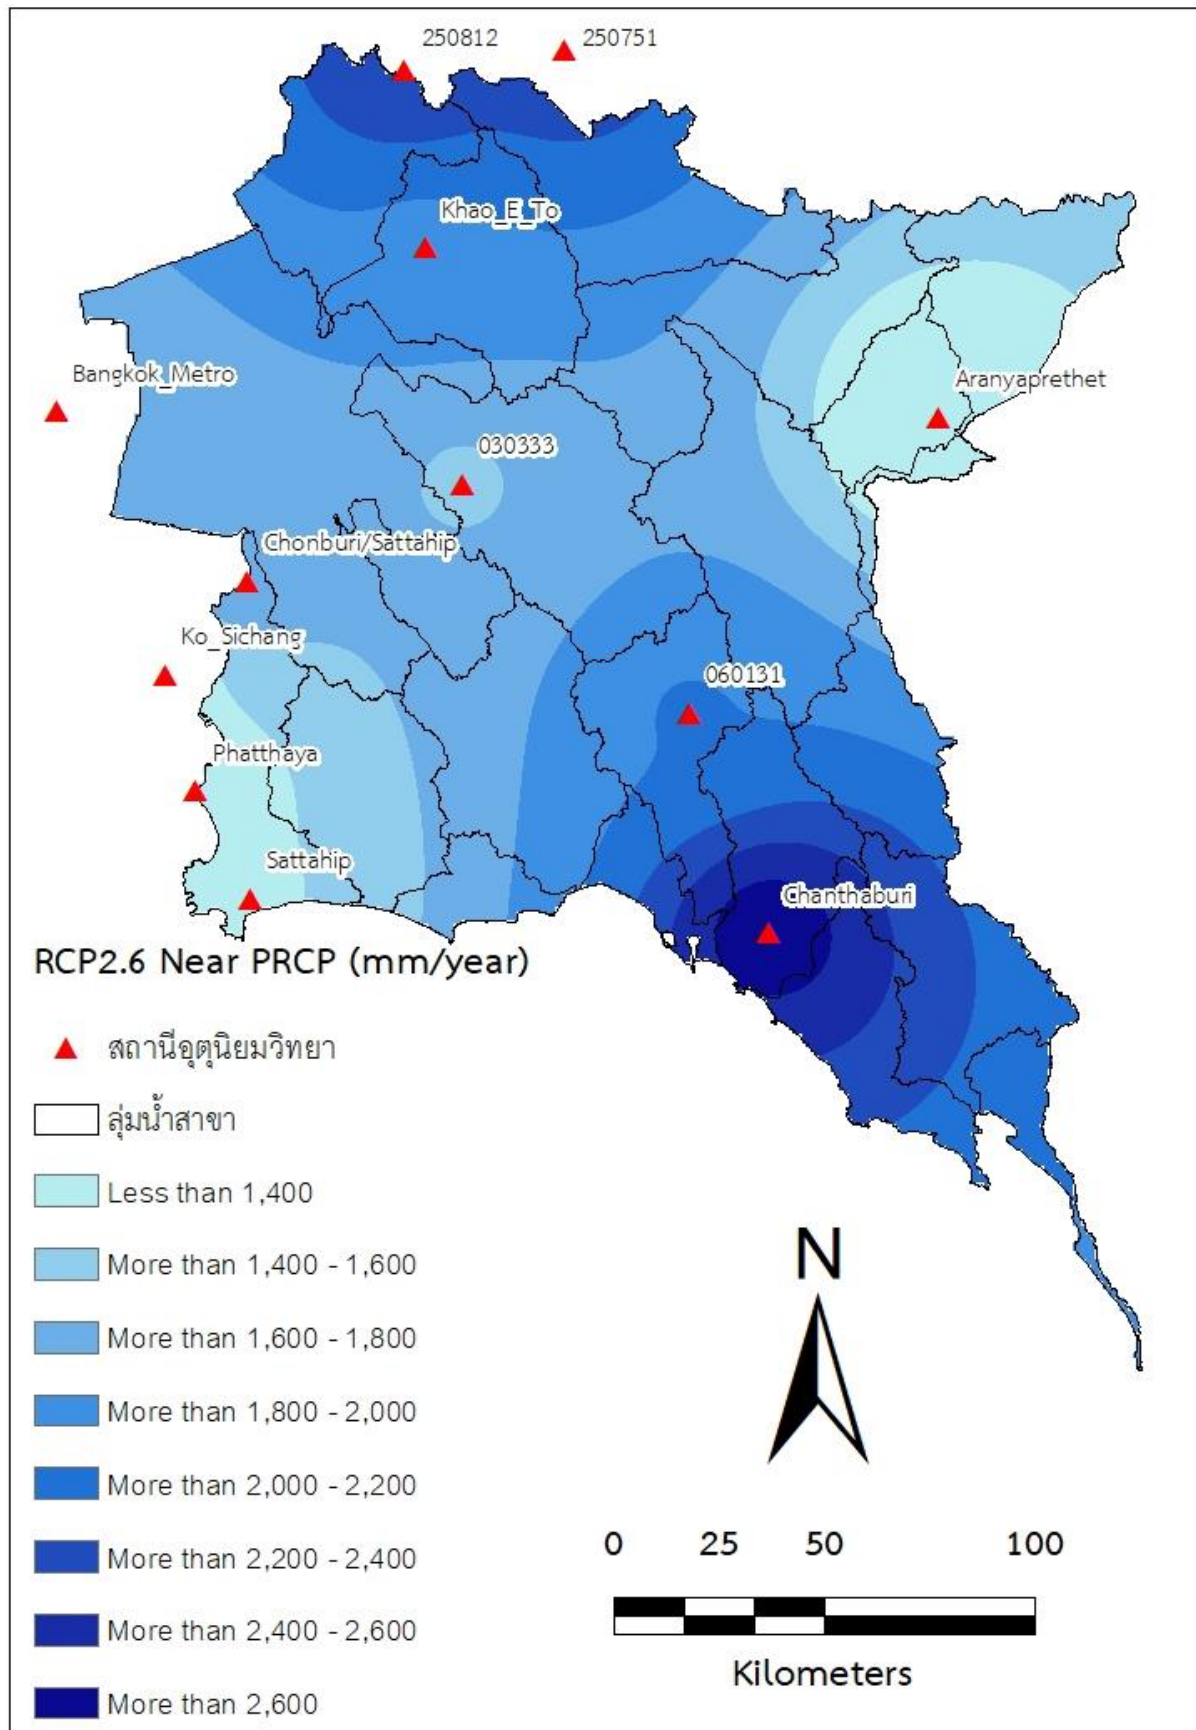 250812
250751
Khao_E_To
Bangkok_Metro
Aranyaprethet
030333
Chonburi/Sattahip
Ko_Sichang
060131
Phatthaya
Sattahip
Chanthaburi
RCP2.6 Near PRCP (mm/year)
สถานีอุตุนิยมวิทยา
ลุ่มน้ำสาขา
Less than 1,400
More than 1,400 - 1,600
More than 1,600 - 1,800
More than 1,800 - 2,000
More than 2,000 - 2,200
More than 2,200 - 2,400
More than 2,400 - 2,600
More than 2,600
N
0 25 50 100
Kilometers